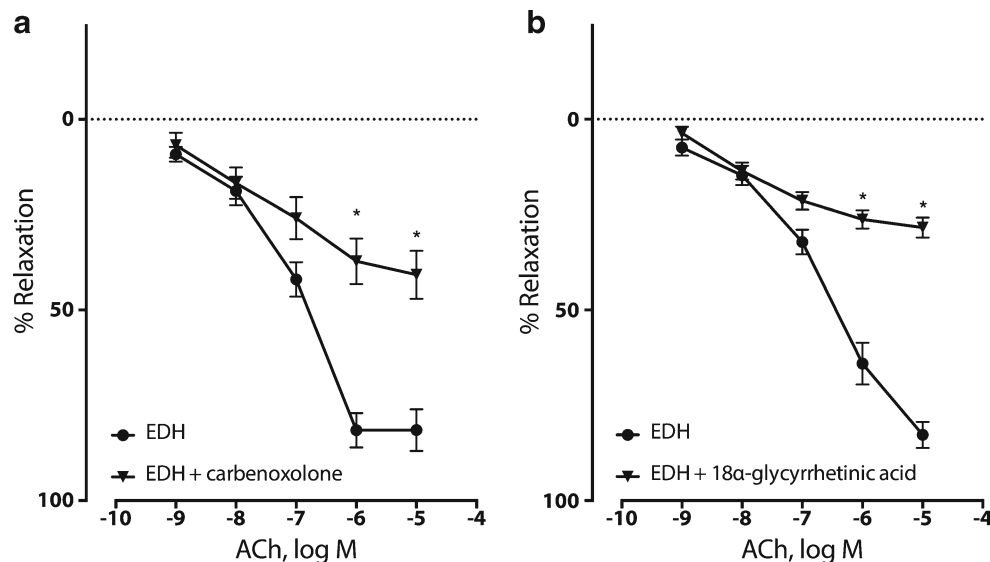 a
b
0
50
100
% Relaxation
*
*
EDH
EDH + carbenoxolone
-10 -9 -8 -7 -6 -5 -4
ACh, log M
0
50
100
% Relaxation
*
*
EDH
EDH + 18α-glycyrrhetinic acid
-10 -9 -8 -7 -6 -5 -4
ACh, log M